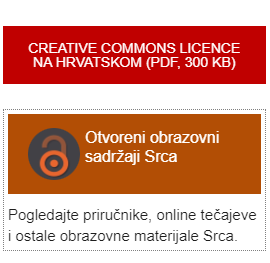 CREATIVE COMMONS LICENCE
NA HRVATSKOM (PDF, 300 KB)
Otvoreni obrazovni
sadržaji Srca
Pogledajte priručnike, online tečajeve
i ostale obrazovne materijale Srca.